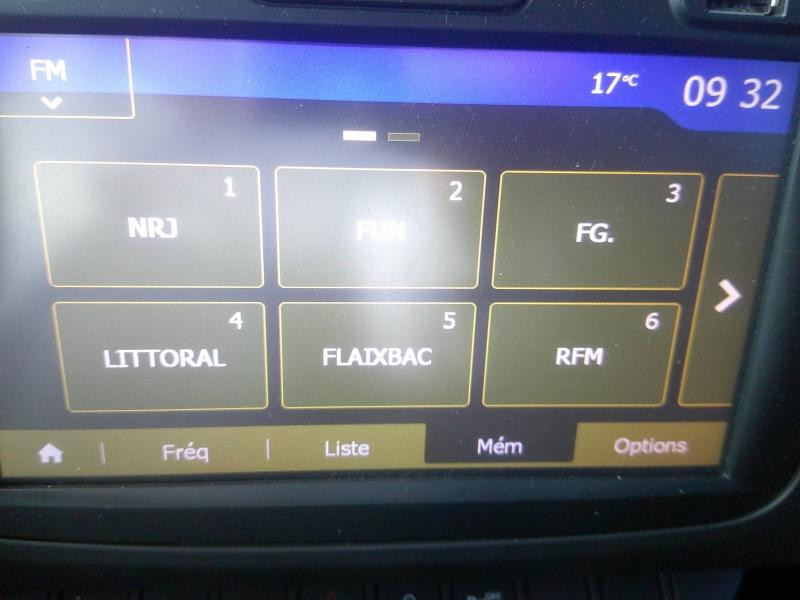 FM
17°C
09 32
1
NRJ
2
FUN
3
FG.
4
LITTORAL
5
FLAIXBAC
6
RFM
Fréq
Liste
Mém
Options